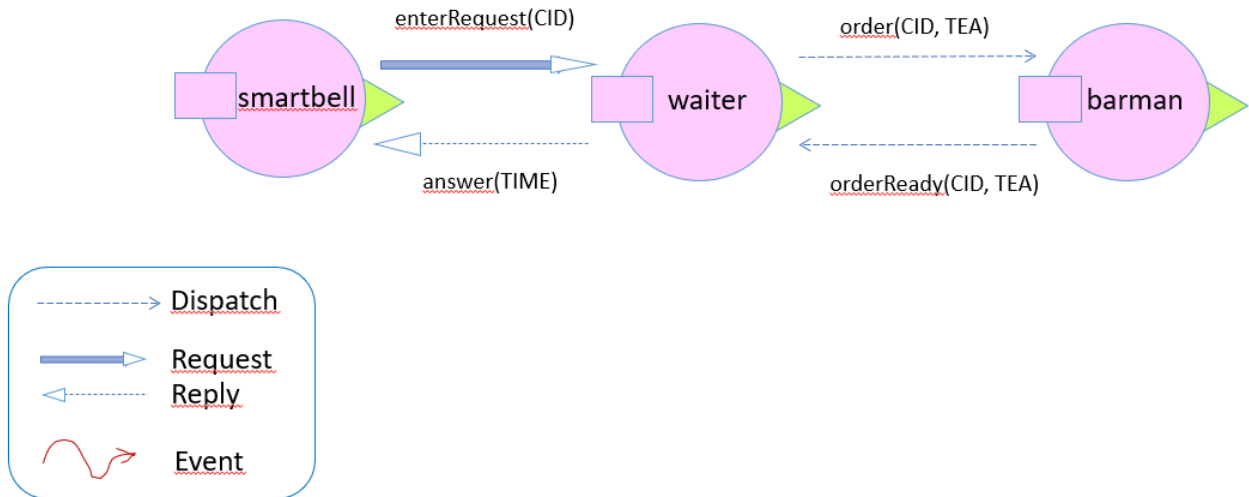 enterRequest(CID)
order(CID, TEA)
smartbell
waiter
barman
answer(TIME)
orderReady(CID, TEA)
Dispatch
Request
Reply
Event